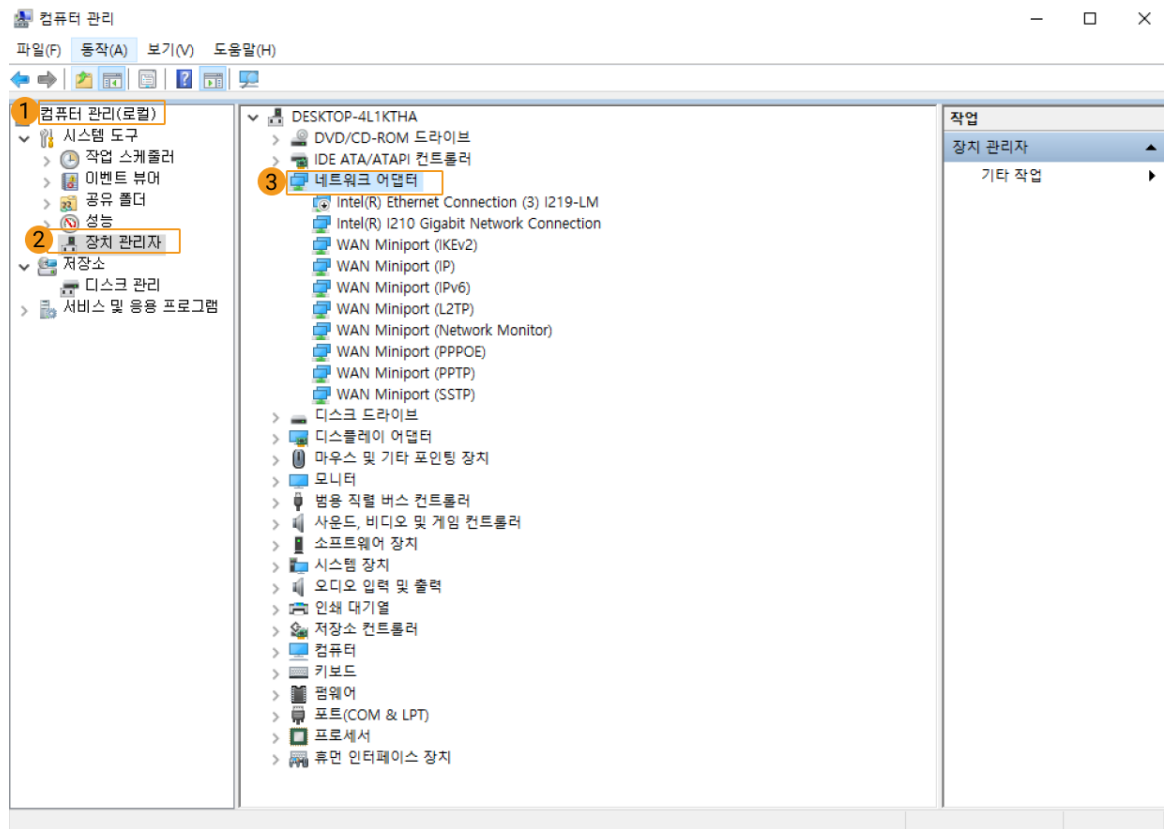 컴퓨터 관리
파일(F) 동작(A) 보기(V) 도움말(H)
1 컴퓨터 관리(로컬)
시스템 도구
작업 스케줄러
이벤트 뷰어
공유 폴더
성능
2 장치 관리자
저장소
디스크 관리
서비스 및 응용 프로그램
DESKTOP-4L1KTHA
DVD/CD-ROM 드라이브
IDE ATA/ATAPI 컨트롤러
3 네트워크 어댑터
Intel(R) Ethernet Connection (3) I219-LM
Intel(R) I210 Gigabit Network Connection
WAN Miniport (IKEv2)
WAN Miniport (IP)
WAN Miniport (IPv6)
WAN Miniport (L2TP)
WAN Miniport (Network Monitor)
WAN Miniport (PPPOE)
WAN Miniport (PPTP)
WAN Miniport (SSTP)
디스크 드라이브
디스플레이 어댑터
마우스 및 기타 포인팅 장치
모니터
범용 직렬 버스 컨트롤러
사운드, 비디오 및 게임 컨트롤러
소프트웨어 장치
시스템 장치
오디오 입력 및 출력
인쇄 대기열
저장소 컨트롤러
컴퓨터
키보드
펌웨어
포트(COM & LPT)
프로세서
휴먼 인터페이스 장치
작업
장치 관리자
기타 작업